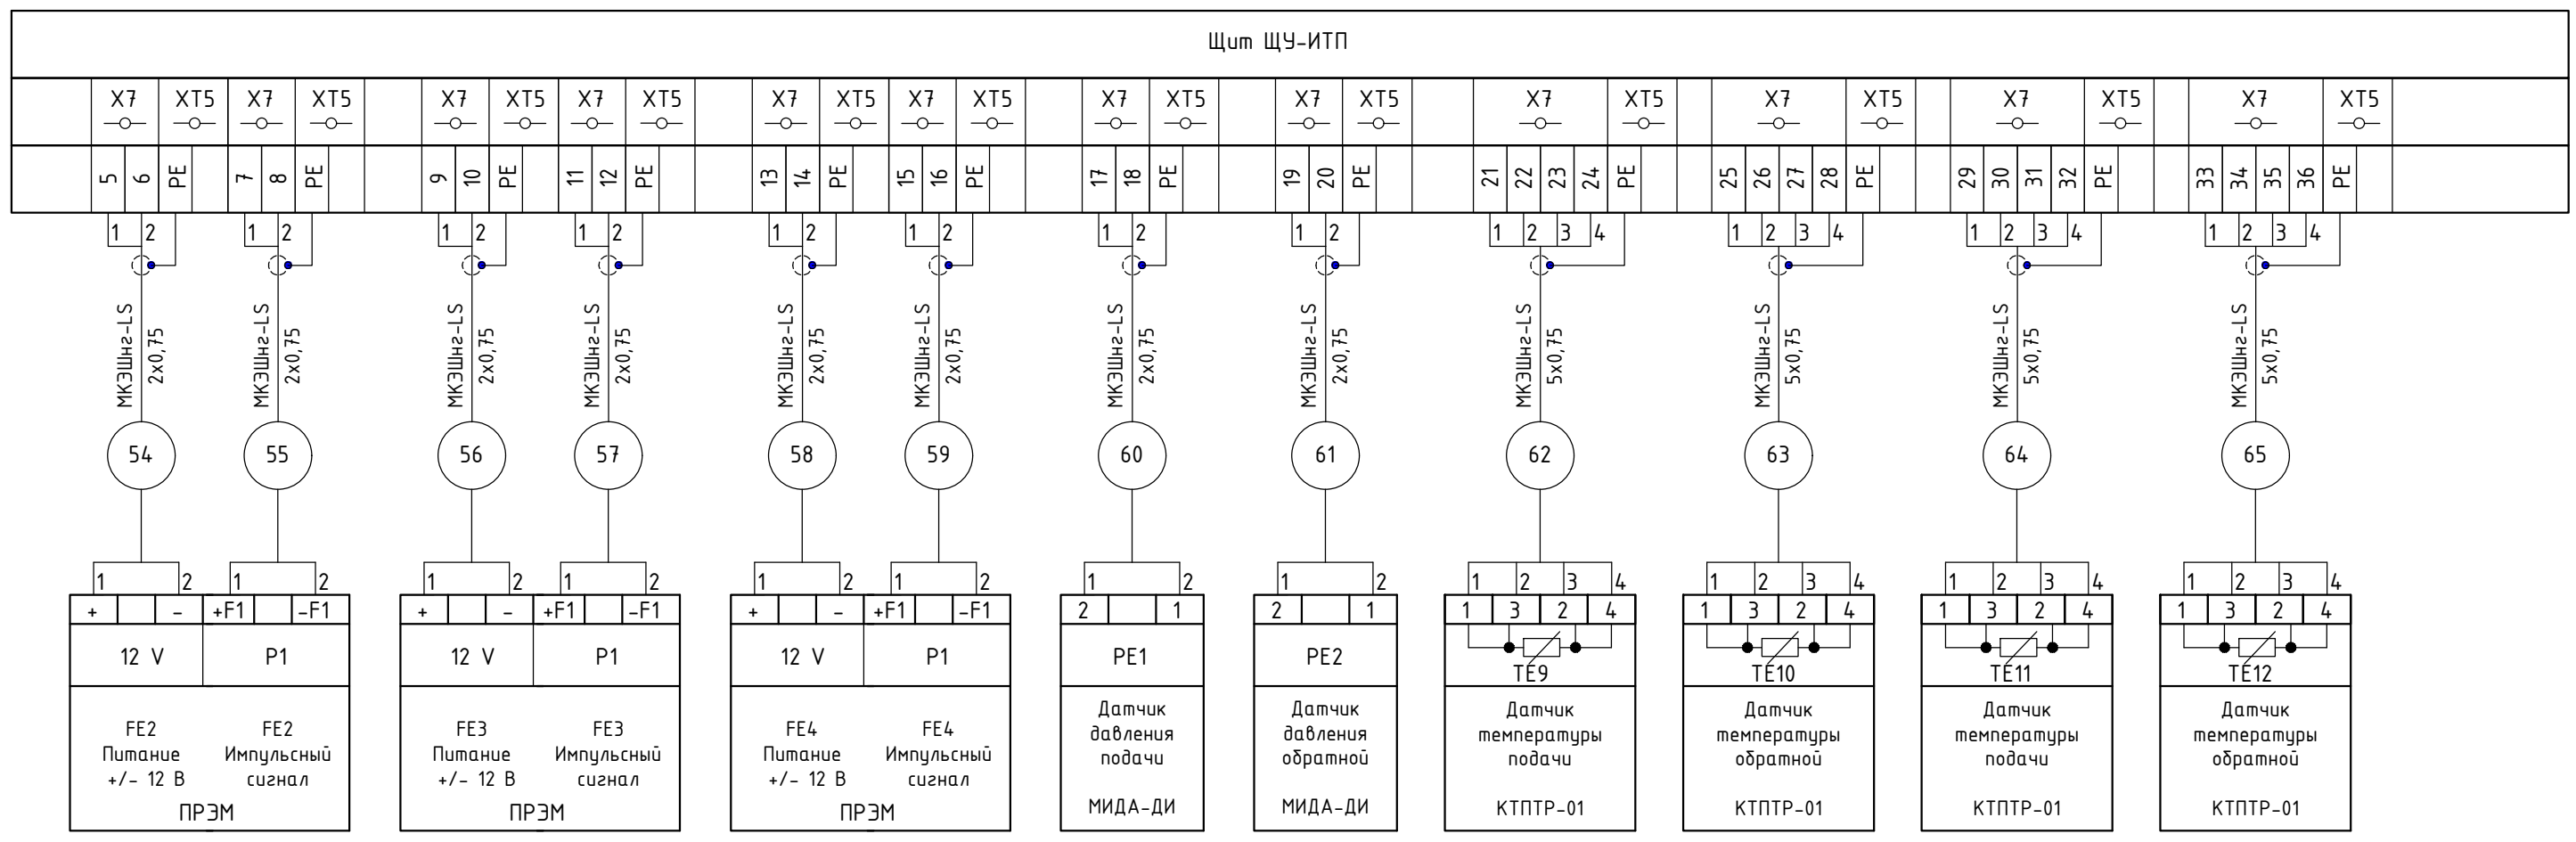 Щит ЩУ-ИТП
X7 XT5 X7 XT5 X7 XT5 X7 XT5 X7 XT5 X7 XT5 X7 XT5 X7 XT5 X7 XT5 X7 XT5 X7 XT5 X7 XT5
5 6 PE 7 8 PE 9 10 PE 11 12 PE 13 14 PE 15 16 PE 17 18 PE 19 20 PE 21 22 23 24 PE 25 26 27 28 PE 29 30 31 32 PE 33 34 35 36 PE
1 2 1 2 1 2 1 2 1 2 1 2 1 2 1 2 1 2 3 4 1 2 3 4 1 2 3 4 1 2 3 4
МКЭШнг-LS
2x0,75
МКЭШнг-LS
2x0,75
МКЭШнг-LS
2x0,75
МКЭШнг-LS
2x0,75
МКЭШнг-LS
2x0,75
МКЭШнг-LS
2x0,75
МКЭШнг-LS
2x0,75
МКЭШнг-LS
2x0,75
МКЭШнг-LS
5x0,75
МКЭШнг-LS
5x0,75
МКЭШнг-LS
5x0,75
МКЭШнг-LS
5x0,75
54 55 56 57 58 59 60 61 62 63 64 65
1 2 1 2 1 2 1 2 1 2 1 2 1 2 1 2 1 2 3 4 1 2 3 4 1 2 3 4 1 2 3 4
+ - +F1 -F1 + - +F1 -F1 + - +F1 -F1 2 1 2 1 1 3 2 4 1 3 2 4 1 3 2 4 1 3 2 4
12 V P1 12 V P1 12 V P1 PE1 PE2 TE9 TE10 TE11 TE12
FE2
Питание
+/- 12 В
FE2
Импульсный
сигнал
ПРЭМ
FE3
Питание
+/- 12 В
FE3
Импульсный
сигнал
ПРЭМ
FE4
Питание
+/- 12 В
FE4
Импульсный
сигнал
ПРЭМ
Датчик
давления
подачи
МИДА-ДИ
Датчик
давления
обратной
МИДА-ДИ
Датчик
температуры
подачи
КТПТР-01
Датчик
температуры
обратной
КТПТР-01
Датчик
температуры
подачи
КТПТР-01
Датчик
температуры
обратной
КТПТР-01